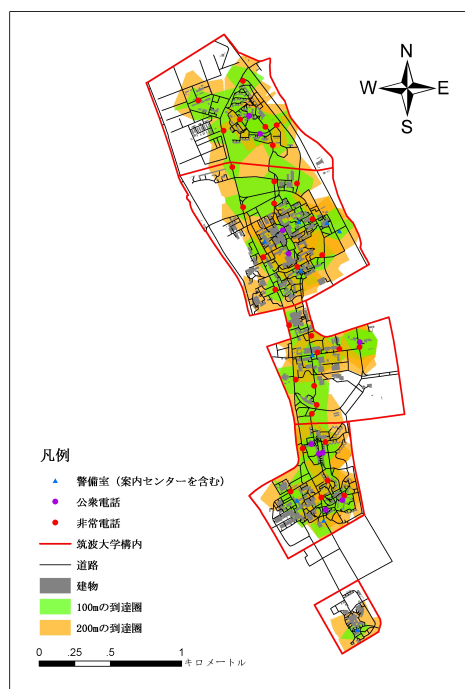 N
W E
S
凡例
警備室（案内センターを含む）
公衆電話
非常電話
筑波大学構内
道路
建物
100mの到達圏
200mの到達圏
0 .25 .5 1
キロメートル